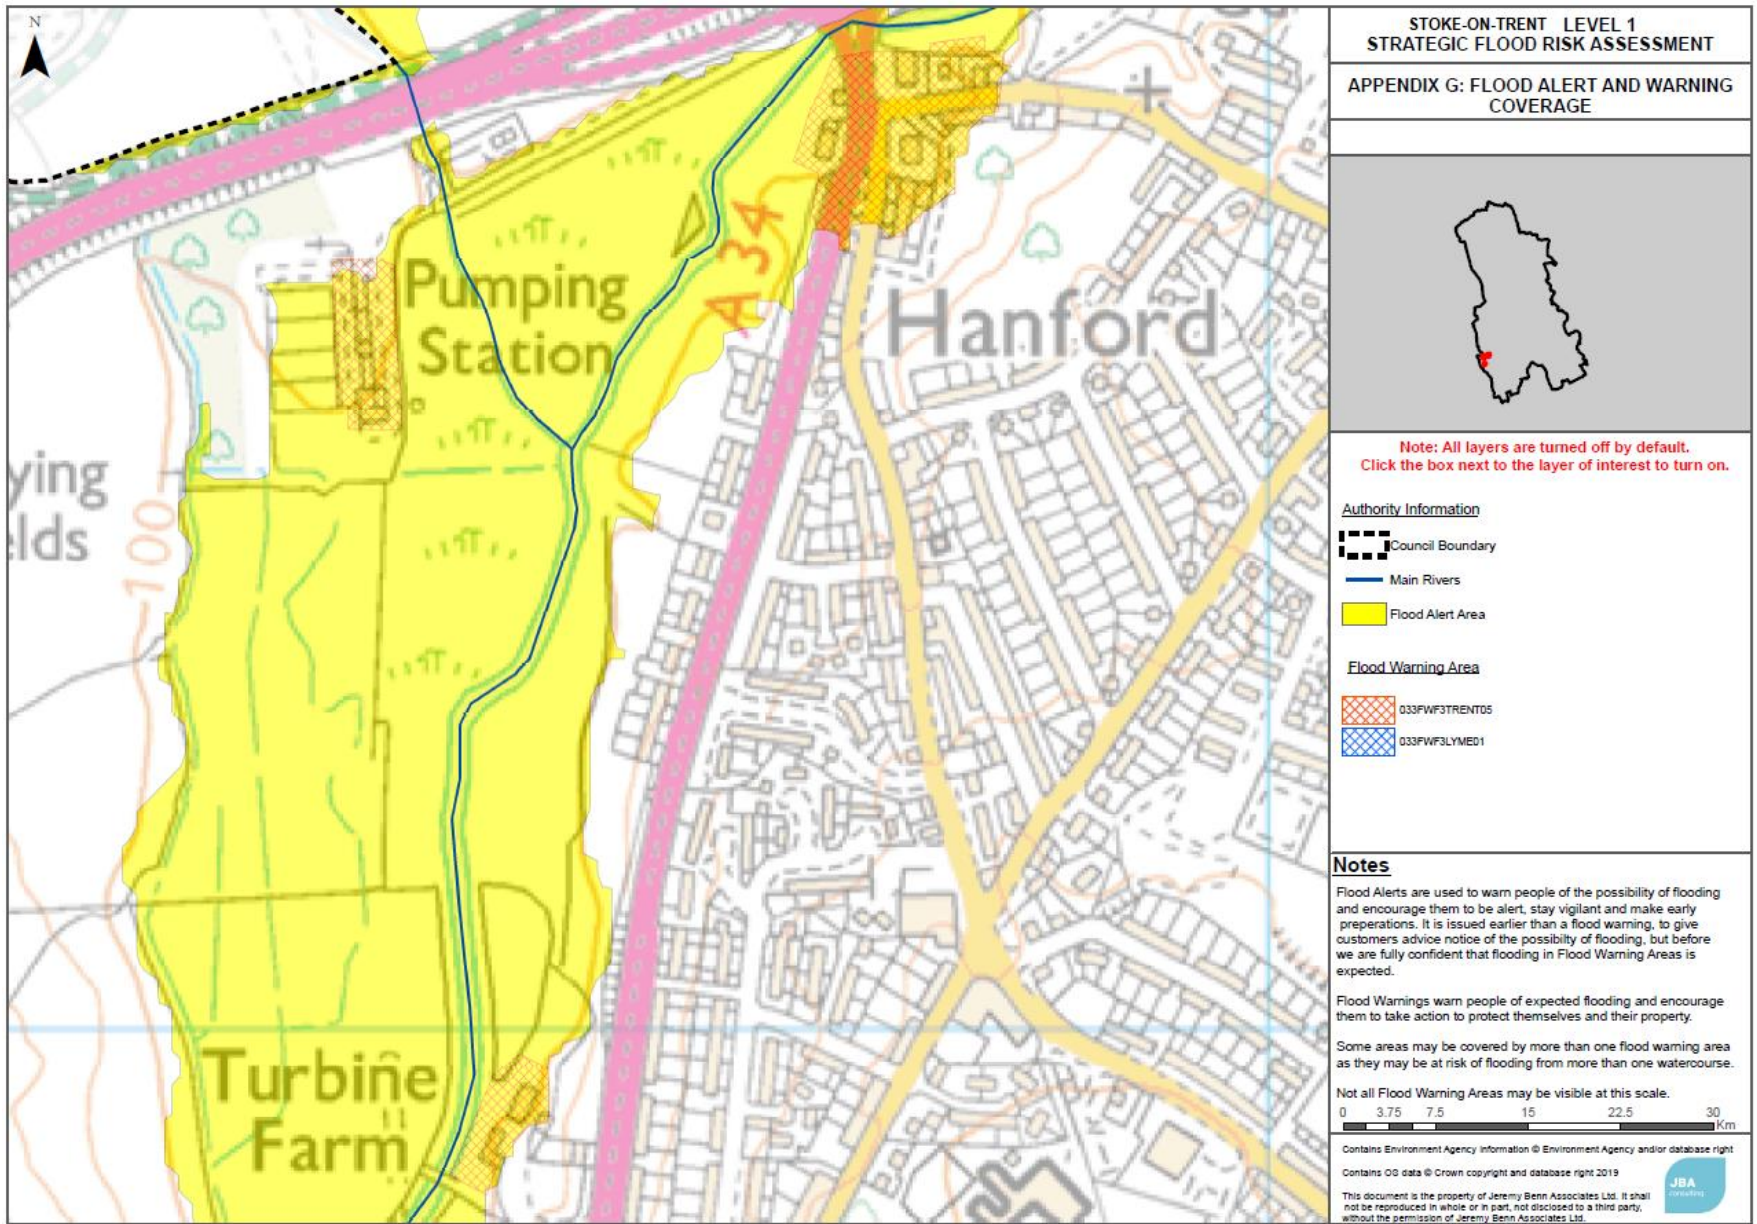 N
Pumping
Station
A 34
Hanford
ying
elds
100
Turbine
Farm
STOKE-ON-TRENT LEVEL 1
STRATEGIC FLOOD RISK ASSESSMENT
APPENDIX G: FLOOD ALERT AND WARNING
COVERAGE
Note: All layers are turned off by default.
Click the box next to the layer of interest to turn on.
Authority Information
Council Boundary
Main Rivers
Flood Alert Area
Flood Warning Area
033FWF3TRENT05
033FWF3LYME01
Notes
Flood Alerts are used to warn people of the possibility of flooding
and encourage them to be alert, stay vigilant and make early
preperations. It is issued earlier than a flood warning, to give
customers advice notice of the possibilty of flooding, but before
we are fully confident that flooding in Flood Warning Areas is
expected.
Flood Warnings warn people of expected flooding and encourage
them to take action to protect themselves and their property.
Some areas may be covered by more than one flood warning area
as they may be at risk of flooding from more than one watercourse.
Not all Flood Warning Areas may be visible at this scale.
0 3.75 7.5 15 22.5 30
Km
Contains Environment Agency information © Environment Agency and/or database right
Contains OS data © Crown copyright and database right 2019
This document is the property of Jeremy Benn Associates Ltd. It shall
not be reproduced in whole or in part, not disclosed to a third party,
without the permission of Jeremy Benn Associates Ltd.
JBA
consulting